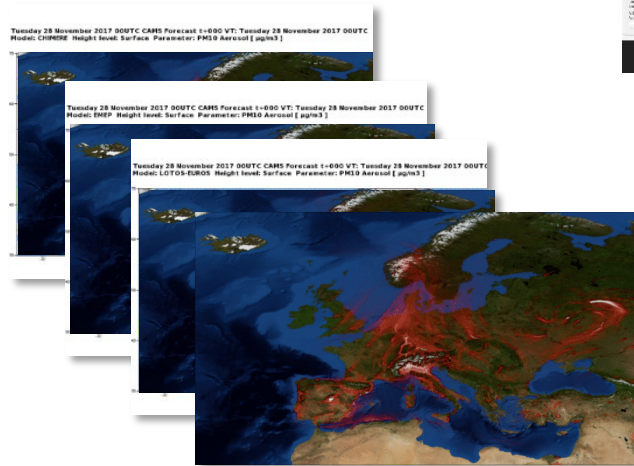 Tuesday 28 November 2017 00UTC CAMS Forecast t+000 VT: Tuesday 28 November 2017 00UTC
Model: CHIMERE Height level: Surface Parameter: PM10 Aerosol [ µg/m3 ]
Tuesday 28 November 2017 00UTC CAMS Forecast t+000 VT: Tuesday 28 November 2017 00UTC
Model: EMEP Height level: Surface Parameter: PM10 Aerosol [ µg/m3 ]
Tuesday 28 November 2017 00UTC CAMS Forecast t+000 VT: Tuesday 28 November 2017 00UTC
Model: LOTOS-EUROS Height level: Surface Parameter: PM10 Aerosol [ µg/m3 ]